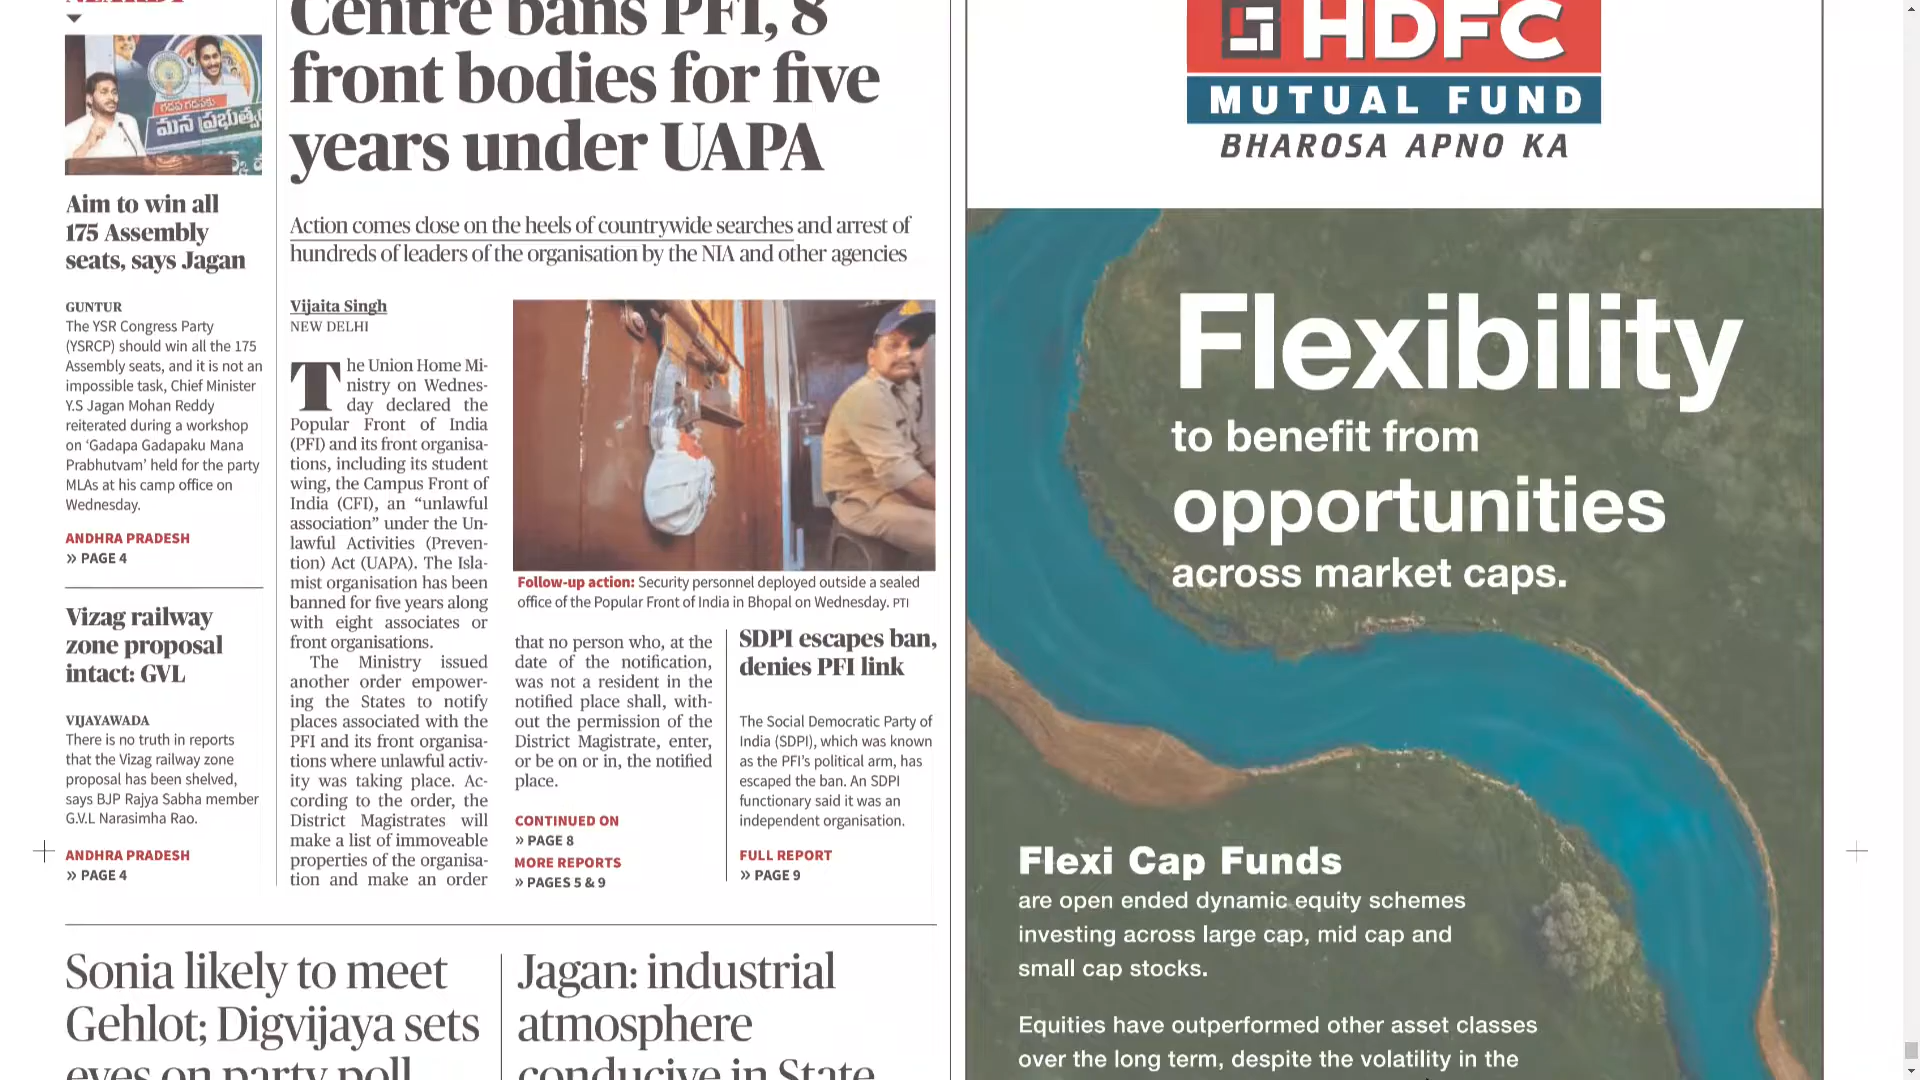 Centre bans PFI, 8
front bodies for five
years under UAPA
Action comes close on the heels of countrywide searches and arrest of
hundreds of leaders of the organisation by the NIA and other agencies
గడప గడపకు
మన ప్రభుత్వం
Aim to win all
175 Assembly
seats, says Jagan
GUNTUR
The YSR Congress Party
(YSRCP) should win all the 175
Assembly seats, and it is not an
impossible task, Chief Minister
Y.S Jagan Mohan Reddy
reiterated during a workshop
on ‘Gadapa Gadapaku Mana
Prabhutvam’ held for the party
MLAs at his camp office on
Wednesday.
ANDHRA PRADESH
» PAGE 4
Vizag railway
zone proposal
intact: GVL
VIJAYAWADA
There is no truth in reports
that the Vizag railway zone
proposal has been shelved,
says BJP Rajya Sabha member
G.V.L Narasimha Rao.
ANDHRA PRADESH
» PAGE 4
Vijaita Singh
NEW DELHI
The Union Home Mi-
nistry on Wednes-
day declared the
Popular Front of India
(PFI) and its front organisa-
tions, including its student
wing, the Campus Front of
India (CFI), an “unlawful
association” under the Un-
lawful Activities (Preven-
tion) Act (UAPA). The Isla-
mist organisation has been
banned for five years along
with eight associates or
front organisations.
The Ministry issued
another order empower-
ing the States to notify
places associated with the
PFI and its front organisa-
tions where unlawful activ-
ity was taking place. Ac-
cording to the order, the
District Magistrates will
make a list of immoveable
properties of the organisa-
tion and make an order
Follow-up action: Security personnel deployed outside a sealed
office of the Popular Front of India in Bhopal on Wednesday. PTI
that no person who, at the
date of the notification,
was not a resident in the
notified place shall, with-
out the permission of the
District Magistrate, enter,
or be on or in, the notified
place.
CONTINUED ON
» PAGE 8
MORE REPORTS
» PAGES 5 & 9
SDPI escapes ban,
denies PFI link
The Social Democratic Party of
India (SDPI), which was known
as the PFI’s political arm, has
escaped the ban. An SDPI
functionary said it was an
independent organisation.
FULL REPORT
» PAGE 9
Sonia likely to meet
Gehlot; Digvijaya sets
eyes on party poll
Jagan: industrial
atmosphere
conducive in State
HDFC
MUTUAL FUND
BHAROSA APNO KA
Flexibility
to benefit from
opportunities
across market caps.
Flexi Cap Funds
are open ended dynamic equity schemes
investing across large cap, mid cap and
small cap stocks.
Equities have outperformed other asset classes
over the long term, despite the volatility in the